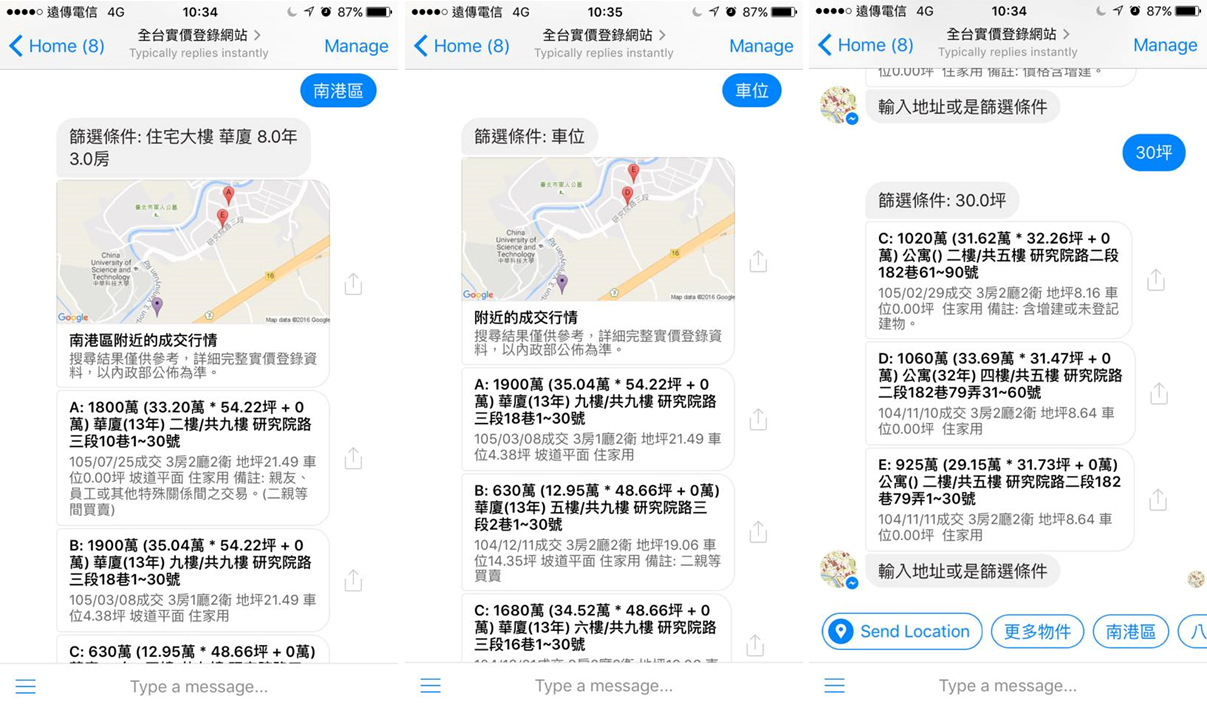 遠傳電信 4G 10:34 87%
Home (8) 全台實價登錄網站 Manage
Typically replies instantly
南港區
篩選條件: 住宅大樓 華廈 8.0年
3.0房
臺北市軍人公墓
研究院路三段
China
University of
Science and
Technology
中華科技大學
16
7
Google Map data ©2016 Google
南港區附近的成交行情
搜尋結果僅供參考，詳細完整實價登錄資
料，以內政部公佈為準。
A: 1800萬 (33.20萬 * 54.22坪 + 0
萬) 華廈(13年) 二樓/共九樓 研究院路
三段10巷1~30號
105/07/25成交 3房2廳2衛 地坪21.49 車
位0.00坪 住家用 備註: 親友、
員工或其他特殊關係間之交易。(二親等
間買賣)
B: 1900萬 (35.04萬 * 54.22坪 + 0
萬) 華廈(13年) 九樓/共九樓 研究院路
三段18巷1~30號
105/03/08成交 3房1廳2衛 地坪21.49 車
位4.38坪 坡道平面 住家用
C: 630萬 (12.95萬 * 48.66坪 + 0萬)
Type a message...
遠傳電信 4G 10:35 87%
Home (8) 全台實價登錄網站 Manage
Typically replies instantly
車位
篩選條件: 車位
臺北市軍人公墓
研究院路三段
China
University of
Science and
Technology
中華科技大學
16
7
Google Map data ©2016 Google
附近的成交行情
搜尋結果僅供參考，詳細完整實價登錄資
料，以內政部公佈為準。
A: 1900萬 (35.04萬 * 54.22坪 + 0
萬) 華廈(13年) 九樓/共九樓 研究院路
三段18巷1~30號
105/03/08成交 3房1廳2衛 地坪21.49 車
位4.38坪 坡道平面 住家用
B: 630萬 (12.95萬 * 48.66坪 + 0萬)
華廈(13年) 五樓/共九樓 研究院路三
段2巷1~30號
104/12/11成交 3房2廳2衛 地坪19.06 車
位14.35坪 坡道平面 住家用 備註: 二親等
買賣
C: 1680萬 (34.52萬 * 48.66坪 + 0
萬) 華廈(13年) 六樓/共九樓 研究院路
三段16巷1~30號
Type a message...
遠傳電信 4G 10:34 87%
Home (8) 全台實價登錄網站 Manage
Typically replies instantly
位0.00坪 住家用 備註: 價格含增建。
輸入地址或是篩選條件
30坪
篩選條件: 30.0坪
C: 1020萬 (31.62萬 * 32.26坪 + 0
萬) 公寓() 二樓/共五樓 研究院路二段
182巷61~90號
105/02/29成交 3房2廳2衛 地坪8.16 車
位0.00坪 住家用 備註: 含增建或未登記
建物。
D: 1060萬 (33.69萬 * 31.47坪 + 0
萬) 公寓(32年) 四樓/共五樓 研究院路
二段182巷79弄31~60號
104/11/10成交 3房2廳2衛 地坪8.64 車
位0.00坪 住家用
E: 925萬 (29.15萬 * 31.73坪 + 0萬)
公寓() 二樓/共五樓 研究院路二段182
巷79弄1~30號
104/11/11成交 3房2廳2衛 地坪8.64 車
位0.00坪 住家用
輸入地址或是篩選條件
Send Location 更多物件 南港區 八
Type a message...